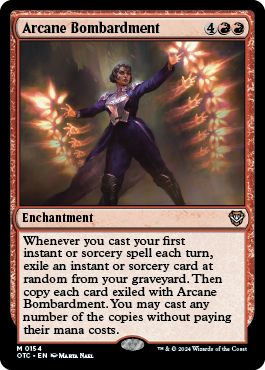 Arcane Bombardment 4
Enchantment
Whenever you cast your first
instant or sorcery spell each turn,
exile an instant or sorcery card at
random from your graveyard. Then
copy each card exiled with Arcane
Bombardment. You may cast any
number of the copies without paying
their mana costs.
M 0154
OTC • EN Marta Nael
™ & © 2024 Wizards of the Coast